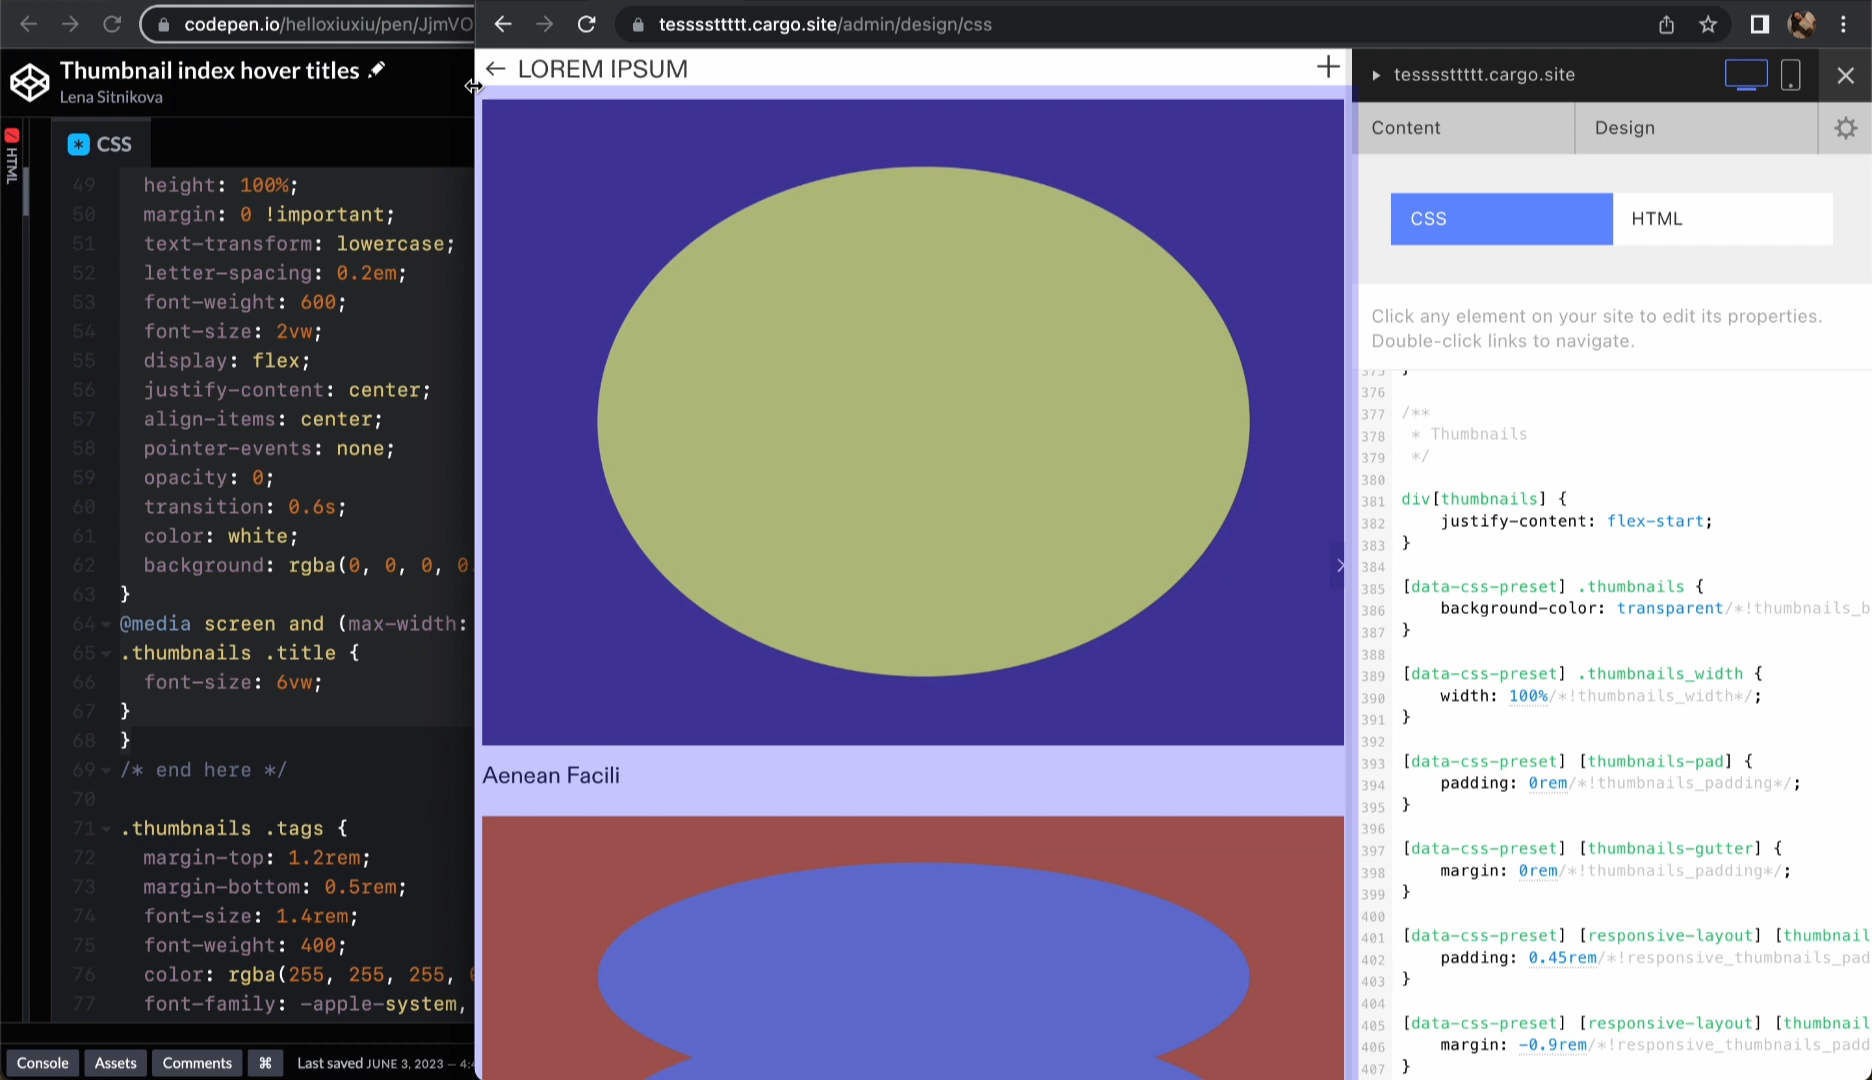 codepen.io/helloxiuxiu/pen/JjmVO
Thumbnail index hover titles
Lena Sitnikova
HTML
* CSS
49 height: 100%;
50 margin: 0 !important;
51 text-transform: lowercase;
52 letter-spacing: 0.2em;
53 font-weight: 600;
54 font-size: 2vw;
55 display: flex;
56 justify-content: center;
57 align-items: center;
58 pointer-events: none;
59 opacity: 0;
60 transition: 0.6s;
61 color: white;
62 background: rgba(0, 0, 0, 0.
63 }
64 @media screen and (max-width:
65 .thumbnails .title {
66 font-size: 6vw;
67 }
68 }
69 /* end here */
70
71 .thumbnails .tags {
72 margin-top: 1.2rem;
73 margin-bottom: 0.5rem;
74 font-size: 1.4rem;
75 font-weight: 400;
76 color: rgba(255, 255, 255,
77 font-family: -apple-system,
Console Assets Comments ⌘ Last saved JUNE 3, 2023 — 4:
tesssssttttt.cargo.site/admin/design/css
LOREM IPSUM
Aenean Facili
tesssssttttt.cargo.site
Content Design
CSS HTML
Click any element on your site to edit its properties.
Double-click links to navigate.
375 }
376
377 /**
378 * Thumbnails
379 */
380
381 div[thumbnails] {
382 justify-content: flex-start;
383 }
384
385 [data-css-preset] .thumbnails {
386 background-color: transparent/*!thumbnails_b
387 }
388
389 [data-css-preset] .thumbnails_width {
390 width: 100%/*!thumbnails_width*/;
391 }
392
393 [data-css-preset] [thumbnails-pad] {
394 padding: 0rem/*!thumbnails_padding*/;
395 }
396
397 [data-css-preset] [thumbnails-gutter] {
398 margin: 0rem/*!thumbnails_padding*/;
399 }
400
401 [data-css-preset] [responsive-layout] [thumbnail
402 padding: 0.45rem/*!responsive_thumbnails_pad
403 }
404
405 [data-css-preset] [responsive-layout] [thumbnail
406 margin: -0.9rem/*!responsive_thumbnails_padd
407 }